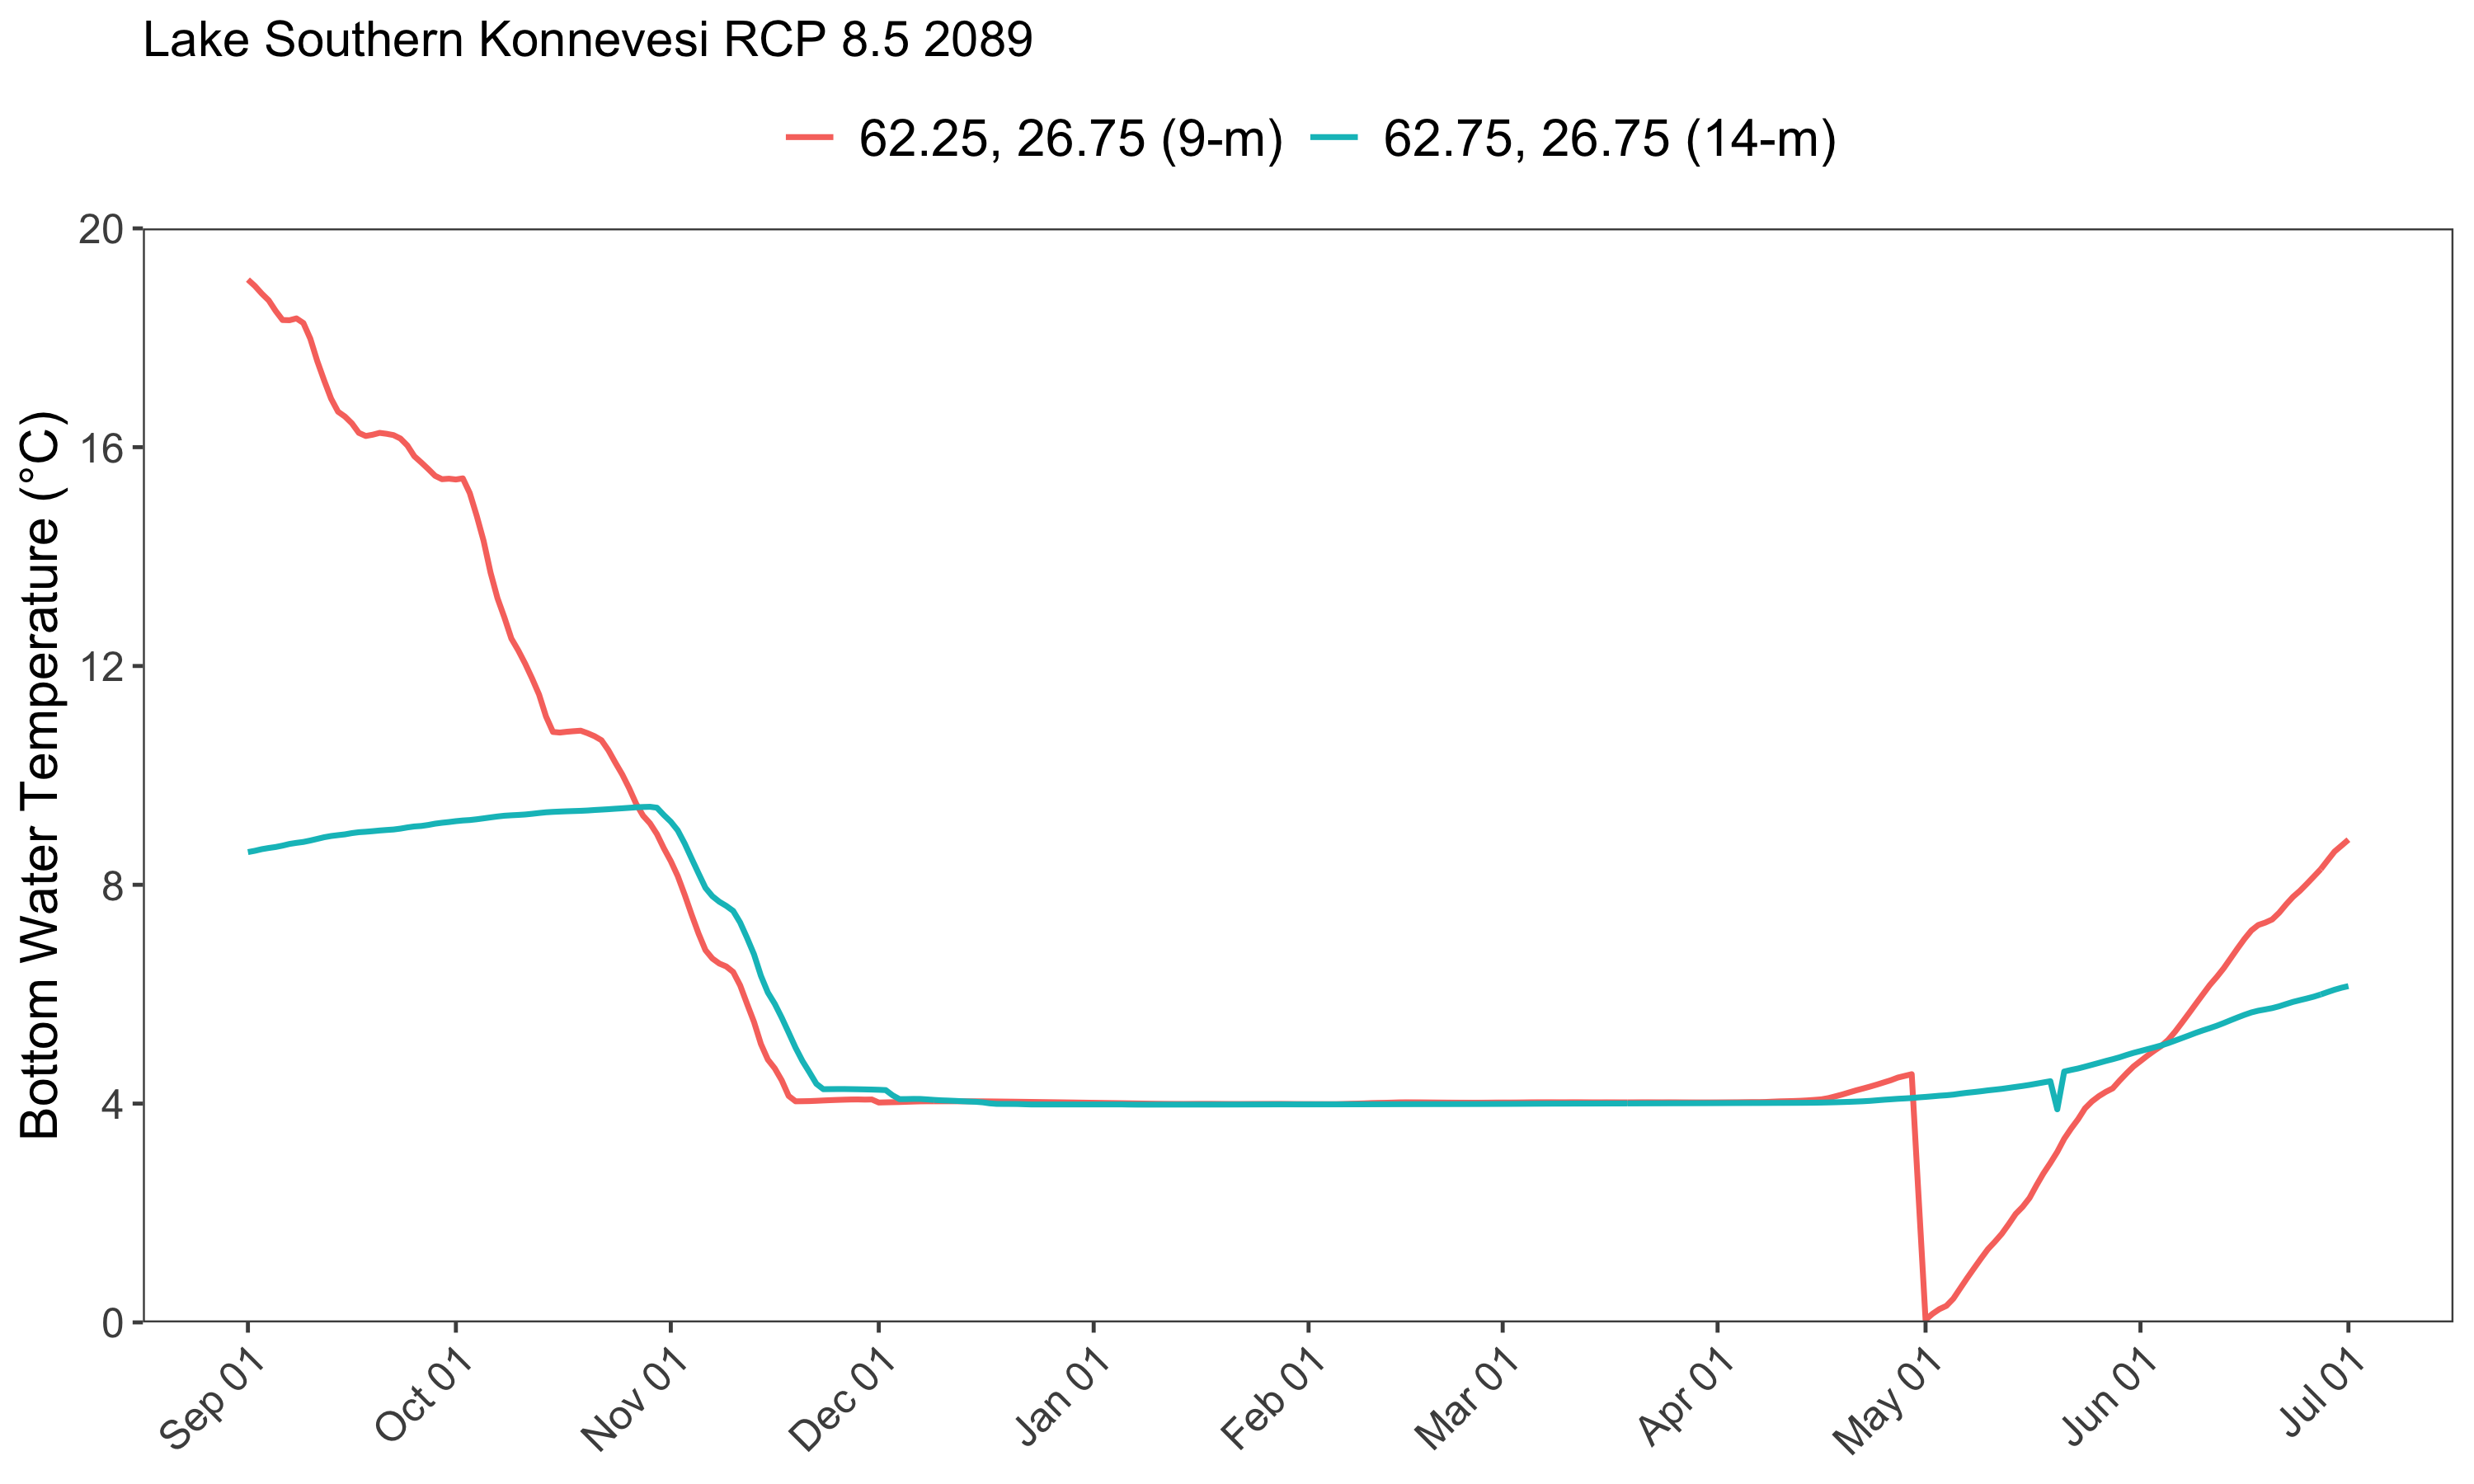 Lake Southern Konnevesi RCP 8.5 2089
62.25, 26.75 (9-m) 62.75, 26.75 (14-m)
Bottom Water Temperature (°C)
20
16
12
8
4
0
Sep 01 Oct 01 Nov 01 Dec 01 Jan 01 Feb 01 Mar 01 Apr 01 May 01 Jun 01 Jul 01